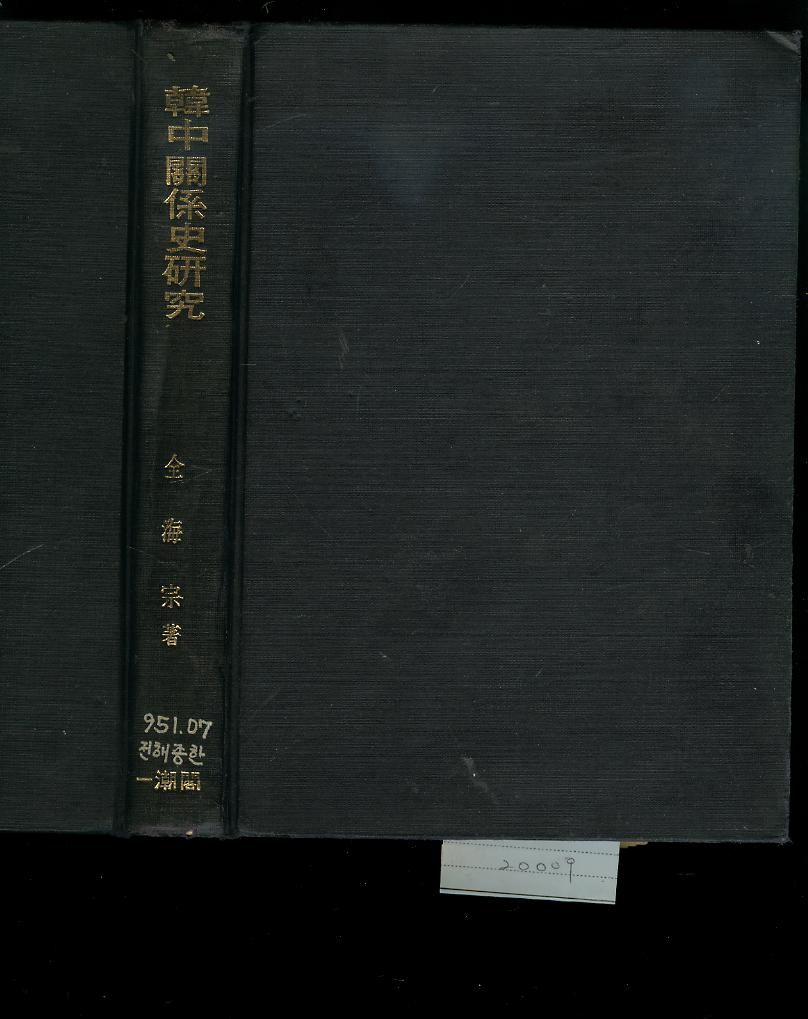 韓中關係史研究
全海宗著
951.07
전해종한
一潮閣
20009